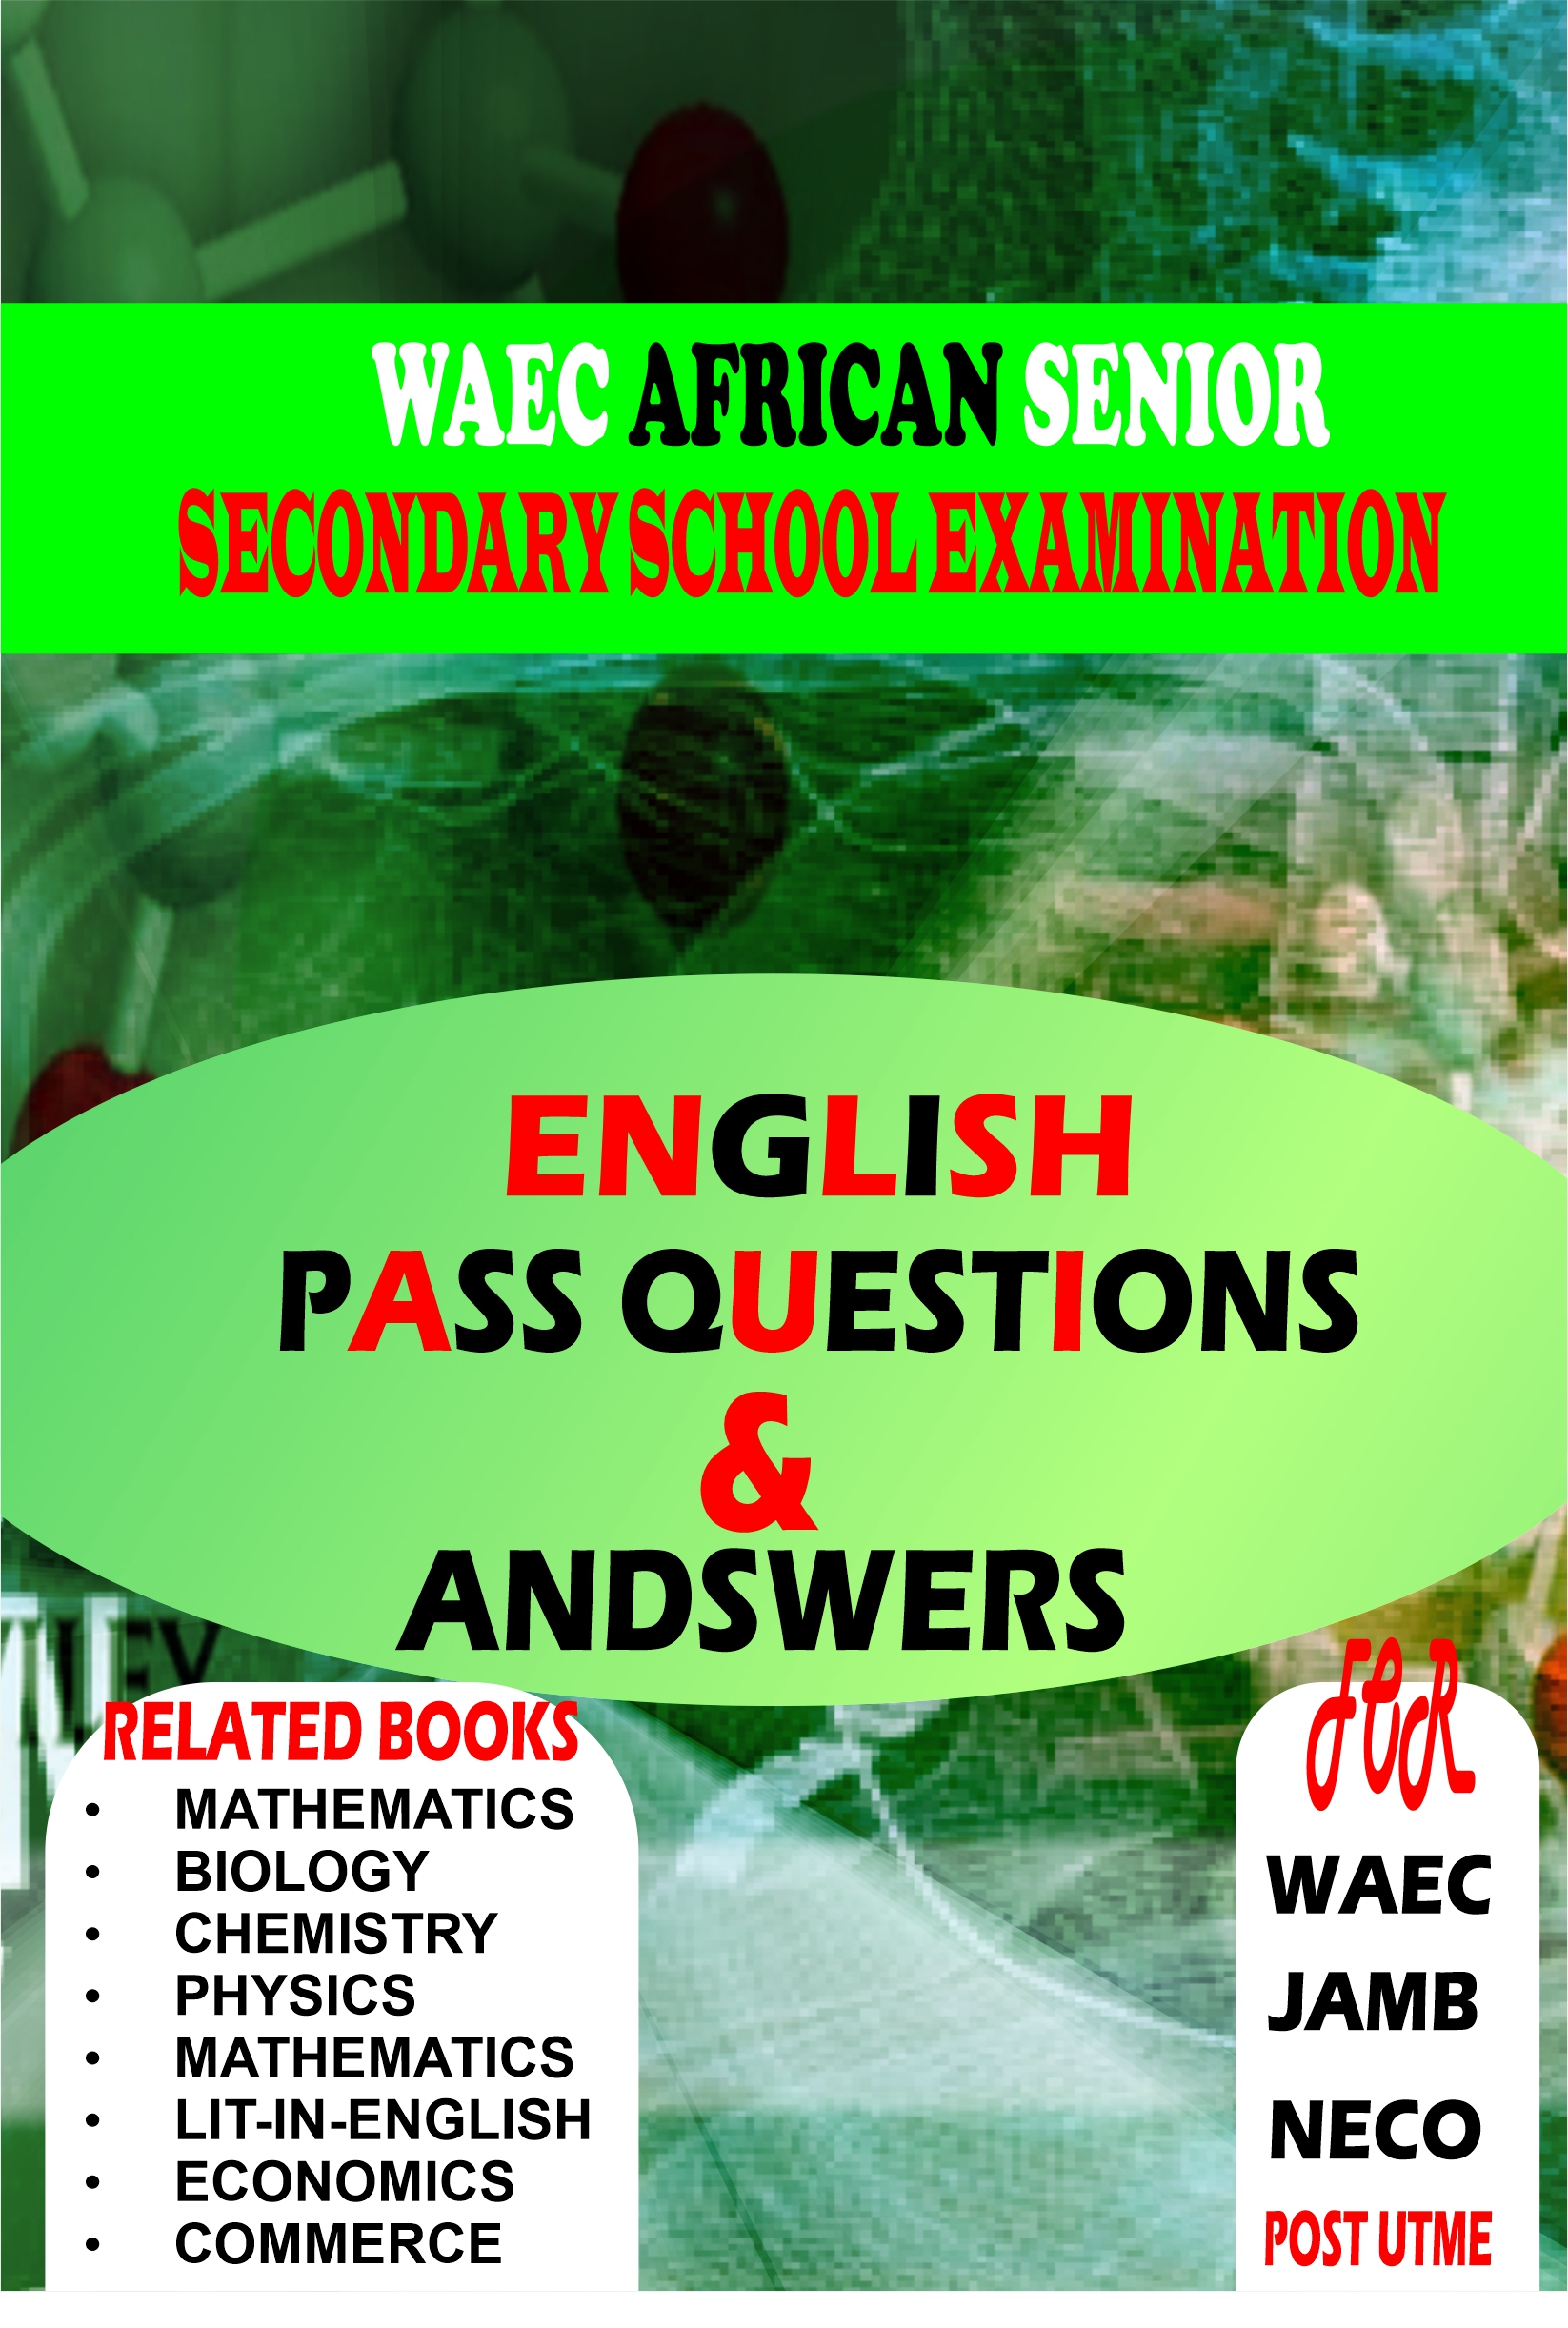 WAEC AFRICAN SENIOR
SECONDARY SCHOOL EXAMINATION
ENGLISH
PASS QUESTIONS
&
ANDSWERS
RELATED BOOKS
• MATHEMATICS
• BIOLOGY
• CHEMISTRY
• PHYSICS
• MATHEMATICS
• LIT-IN-ENGLISH
• ECONOMICS
• COMMERCE
FOR
WAEC
JAMB
NECO
POST UTME